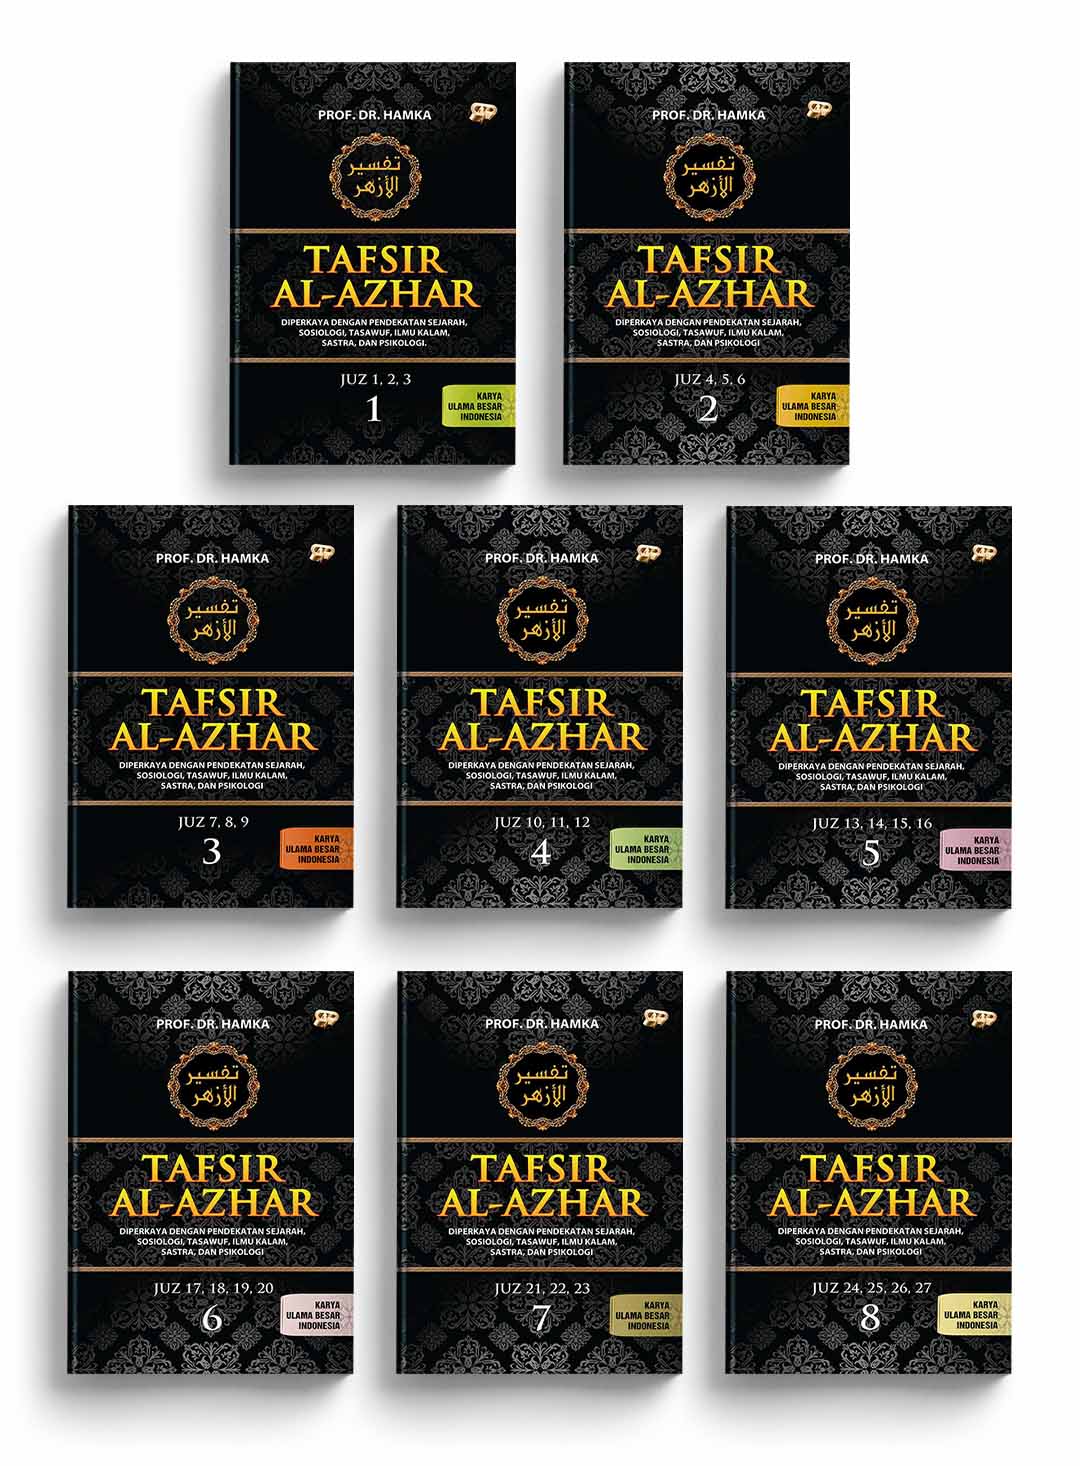 PROF. DR. HAMKA
تفسير
الأزهر
TAFSIR
AL-AZHAR
DIPERKAYA DENGAN PENDEKATAN SEJARAH,
SOSIOLOGI, TASAWUF, ILMU KALAM,
SASTRA, DAN PSIKOLOGI.
JUZ 1, 2, 3
1
KARYA
ULAMA BESAR
INDONESIA
PROF. DR. HAMKA
تفسير
الأزهر
TAFSIR
AL-AZHAR
DIPERKAYA DENGAN PENDEKATAN SEJARAH,
SOSIOLOGI, TASAWUF, ILMU KALAM,
SASTRA, DAN PSIKOLOGI
JUZ 4, 5, 6
2
KARYA
ULAMA BESAR
INDONESIA
PROF. DR. HAMKA
تفسير
الأزهر
TAFSIR
AL-AZHAR
DIPERKAYA DENGAN PENDEKATAN SEJARAH,
SOSIOLOGI, TASAWUF, ILMU KALAM,
SASTRA, DAN PSIKOLOGI
JUZ 7, 8, 9
3
KARYA
ULAMA BESAR
INDONESIA
PROF. DR. HAMKA
تفسير
الأزهر
TAFSIR
AL-AZHAR
DIPERKAYA DENGAN PENDEKATAN SEJARAH,
SOSIOLOGI, TASAWUF, ILMU KALAM,
SASTRA, DAN PSIKOLOGI
JUZ 10, 11, 12
4
KARYA
ULAMA BESAR
INDONESIA
PROF. DR. HAMKA
تفسير
الأزهر
TAFSIR
AL-AZHAR
DIPERKAYA DENGAN PENDEKATAN SEJARAH,
SOSIOLOGI, TASAWUF, ILMU KALAM,
SASTRA, DAN PSIKOLOGI
JUZ 13, 14, 15, 16
5
KARYA
ULAMA BESAR
INDONESIA
PROF. DR. HAMKA
تفسير
الأزهر
TAFSIR
AL-AZHAR
DIPERKAYA DENGAN PENDEKATAN SEJARAH,
SOSIOLOGI, TASAWUF, ILMU KALAM,
SASTRA, DAN PSIKOLOGI
JUZ 17, 18, 19, 20
6
KARYA
ULAMA BESAR
INDONESIA
PROF. DR. HAMKA
تفسير
الأزهر
TAFSIR
AL-AZHAR
DIPERKAYA DENGAN PENDEKATAN SEJARAH,
SOSIOLOGI, TASAWUF, ILMU KALAM,
SASTRA, DAN PSIKOLOGI
JUZ 21, 22, 23
7
KARYA
ULAMA BESAR
INDONESIA
PROF. DR. HAMKA
تفسير
الأزهر
TAFSIR
AL-AZHAR
DIPERKAYA DENGAN PENDEKATAN SEJARAH,
SOSIOLOGI, TASAWUF, ILMU KALAM,
SASTRA, DAN PSIKOLOGI
JUZ 24, 25, 26, 27
8
KARYA
ULAMA BESAR
INDONESIA